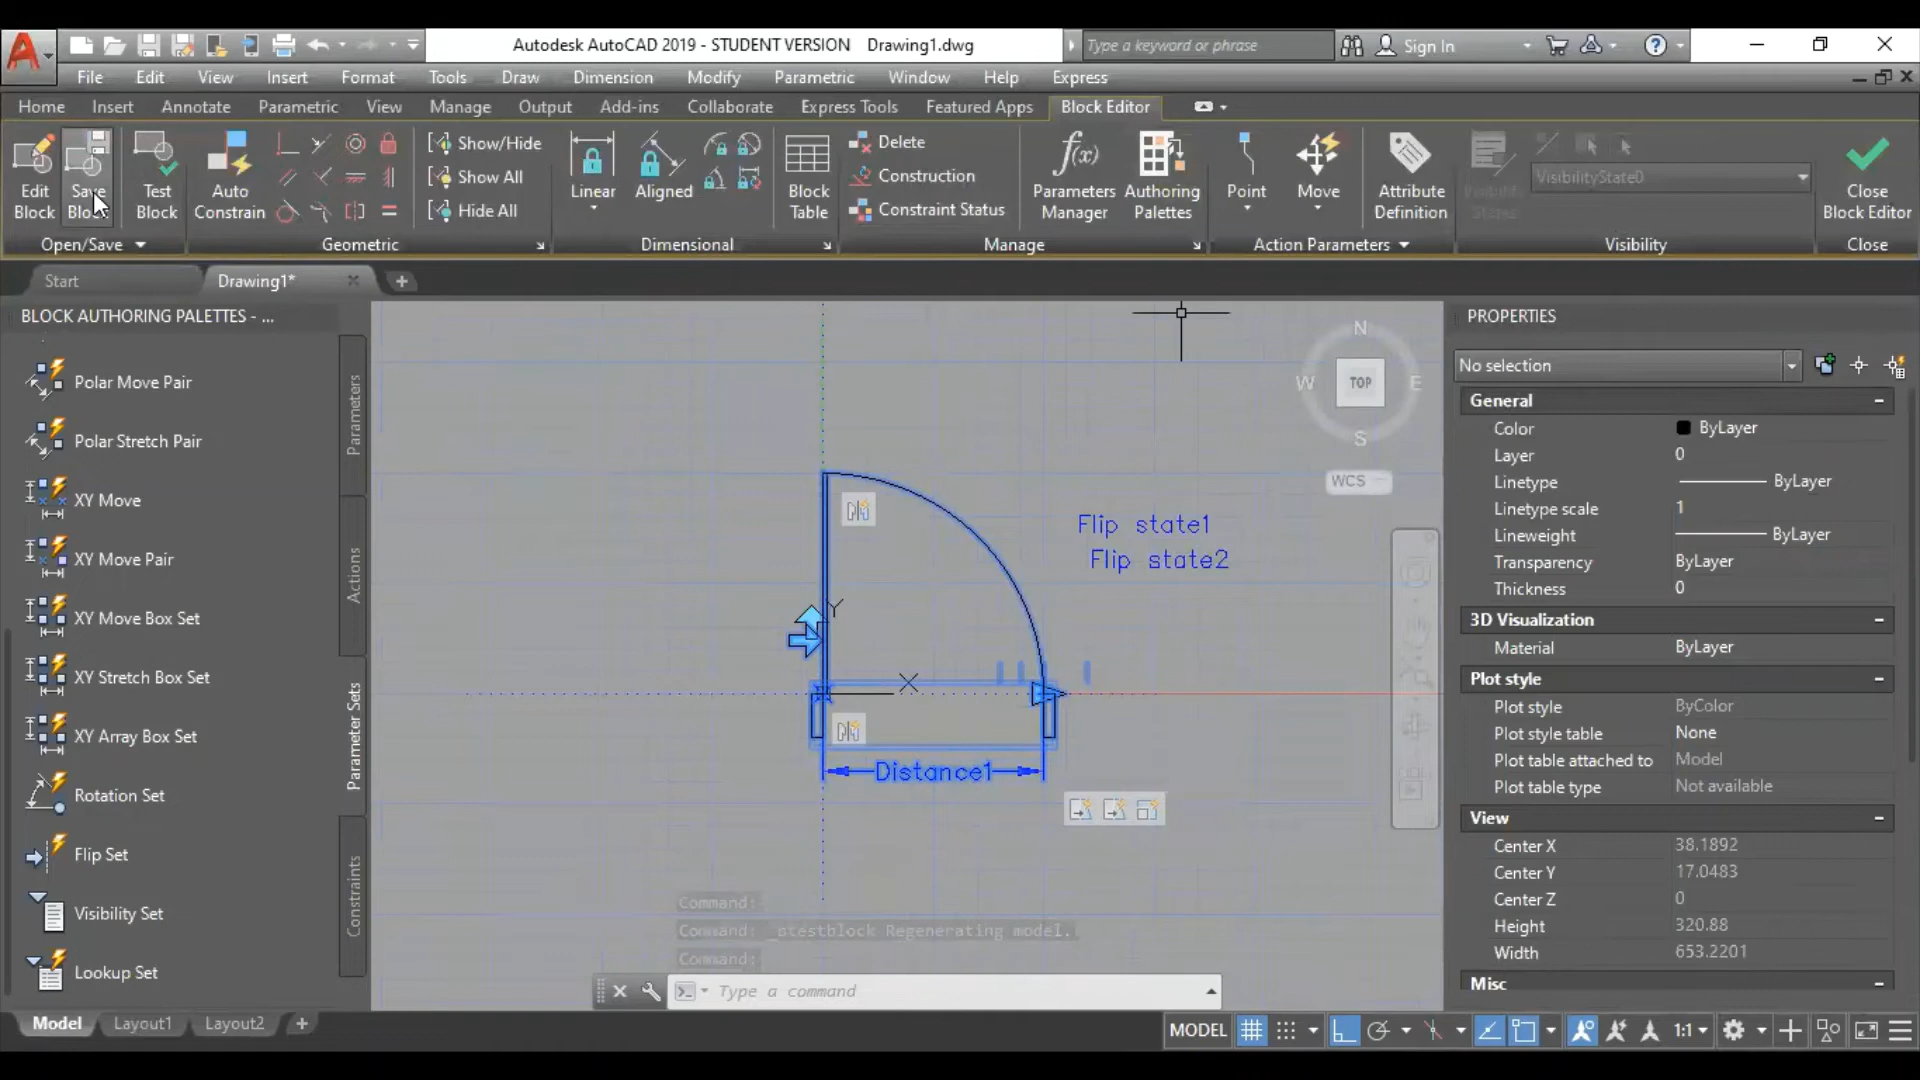 Autodesk AutoCAD 2019 - STUDENT VERSION Drawing1.dwg
Type a keyword or phrase
Sign In
File Edit View Insert Format Tools Draw Dimension Modify Parametric Window Help Express
Home Insert Annotate Parametric View Manage Output Add-ins Collaborate Express Tools Featured Apps Block Editor
Edit Block
Save Block
Test Block
Auto Constrain
Show/Hide
Show All
Hide All
Linear
Aligned
Block Table
Delete
Construction
Constraint Status
Parameters Manager
Authoring Palettes
Point
Move
Attribute Definition
VisibilityState0
Close Block Editor
Open/Save Geometric Dimensional Manage Action Parameters Visibility Close
Start Drawing1*
BLOCK AUTHORING PALETTES - ...
Polar Move Pair
Polar Stretch Pair
XY Move
XY Move Pair
XY Move Box Set
XY Stretch Box Set
XY Array Box Set
Rotation Set
Flip Set
Visibility Set
Lookup Set
Parameters
Actions
Parameter Sets
Constraints
N
W TOP E
S
WCS
Flip state1
Flip state2
Y
X
Distance1
Command:
Command: _btestblock Regenerating model.
Command:
Type a command
PROPERTIES
No selection
General
Color ByLayer
Layer 0
Linetype ByLayer
Linetype scale 1
Lineweight ByLayer
Transparency ByLayer
Thickness 0
3D Visualization
Material ByLayer
Plot style
Plot style ByColor
Plot style table None
Plot table attached to Model
Plot table type Not available
View
Center X 38.1892
Center Y 17.0483
Center Z 0
Height 320.88
Width 653.2201
Misc
Model Layout1 Layout2
MODEL 1:1